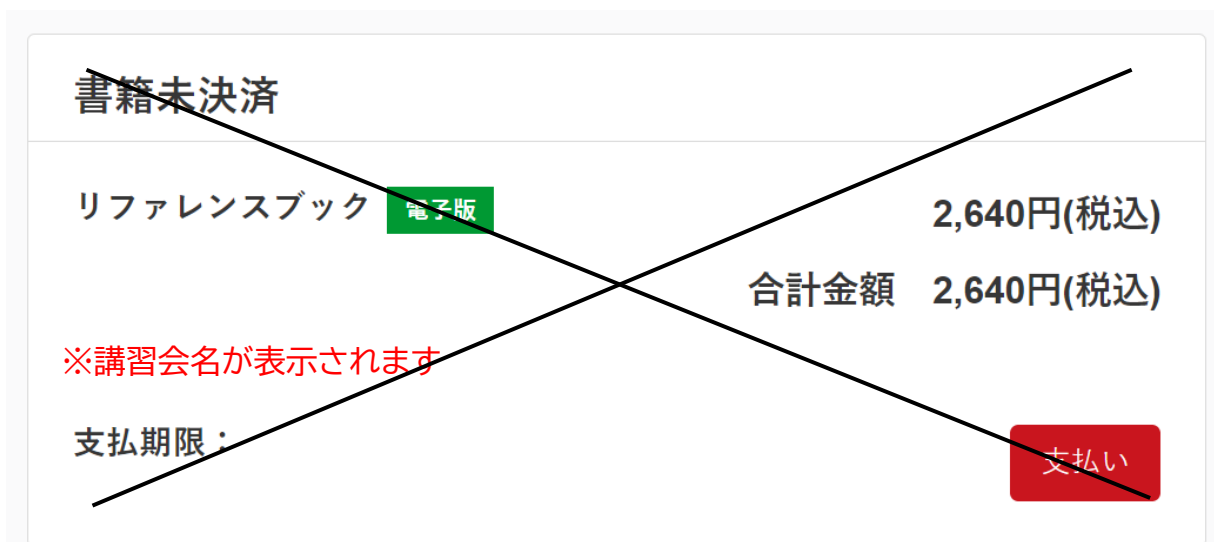 書籍未決済
リファレンスブック 電子版 2,640円(税込)
合計金額 2,640円(税込)
※講習会名が表示されます
支払期限：
支払い